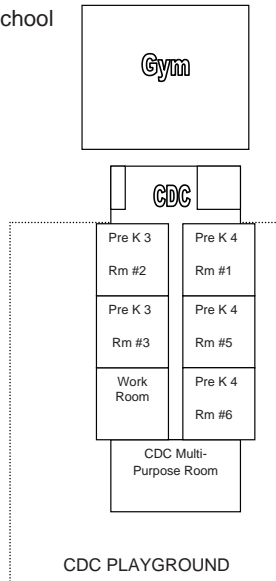 chool
Gym
CDC
Pre K 3
Rm #2
Pre K 4
Rm #1
Pre K 3
Rm #3
Pre K 4
Rm #5
Work
Room
Pre K 4
Rm #6
CDC Multi-
Purpose Room
CDC PLAYGROUND